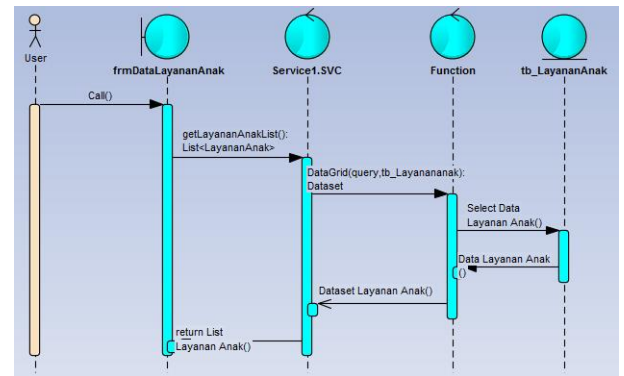 User
frmDataLayananAnak
Service1.SVC
Function
tb_LayananAnak
Call()
getLayananAnakList():
List<LayananAnak>
DataGrid(query,tb_Layanananak):
Dataset
Select Data
Layanan Anak()
Data Layanan Anak
()
Dataset Layanan Anak()
return List
Layanan Anak()